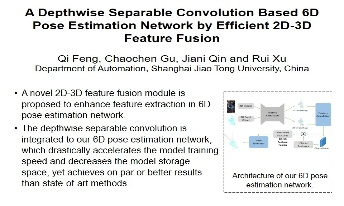 A Depthwise Separable Convolution Based 6D
Pose Estimation Network by Efficient 2D-3D
Feature Fusion
Qi Feng, Chaochen Gu, Jiani Qin and Rui Xu
Department of Automation, Shanghai Jiao Tong University, China
• A novel 2D-3D feature fusion module is
proposed to enhance feature extraction in 6D
pose estimation network.
• The depthwise separable convolution is
integrated to our 6D pose estimation network,
which drastically accelerates the model training
speed and decreases the model storage
space, yet achieves on par or better results
than state of art methods
Architecture of our 6D pose
estimation network